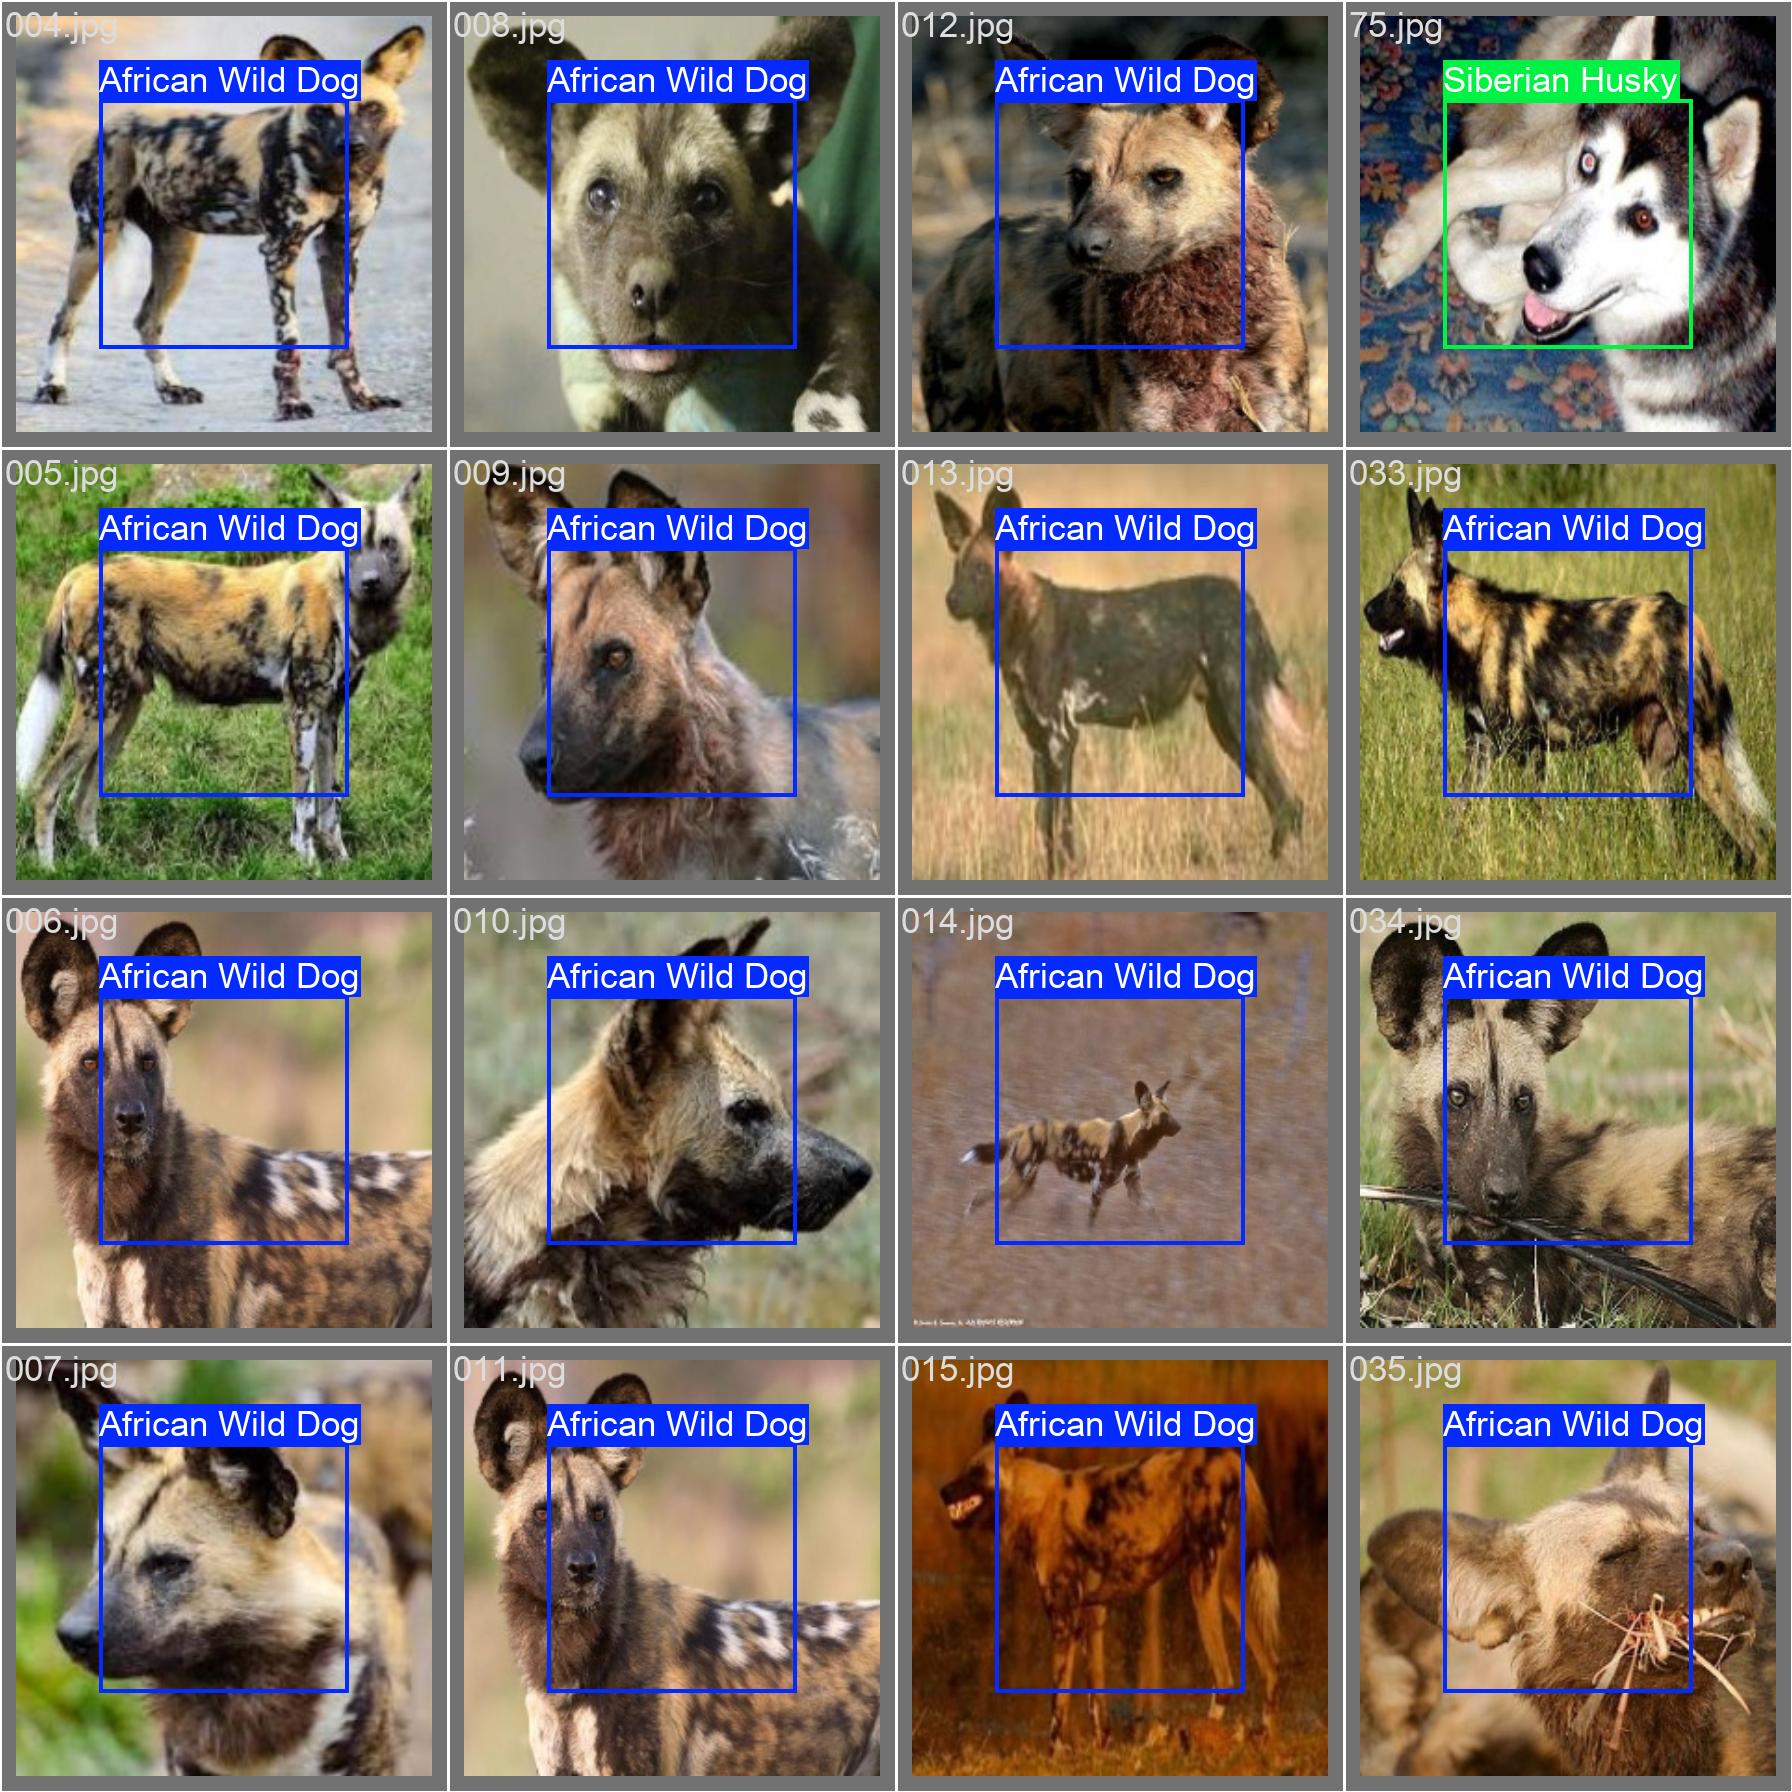 004.jpg
African Wild Dog
008.jpg
African Wild Dog
012.jpg
African Wild Dog
75.jpg
Siberian Husky
005.jpg
African Wild Dog
009.jpg
African Wild Dog
013.jpg
African Wild Dog
033.jpg
African Wild Dog
006.jpg
African Wild Dog
010.jpg
African Wild Dog
014.jpg
African Wild Dog
034.jpg
African Wild Dog
007.jpg
African Wild Dog
011.jpg
African Wild Dog
015.jpg
African Wild Dog
035.jpg
African Wild Dog